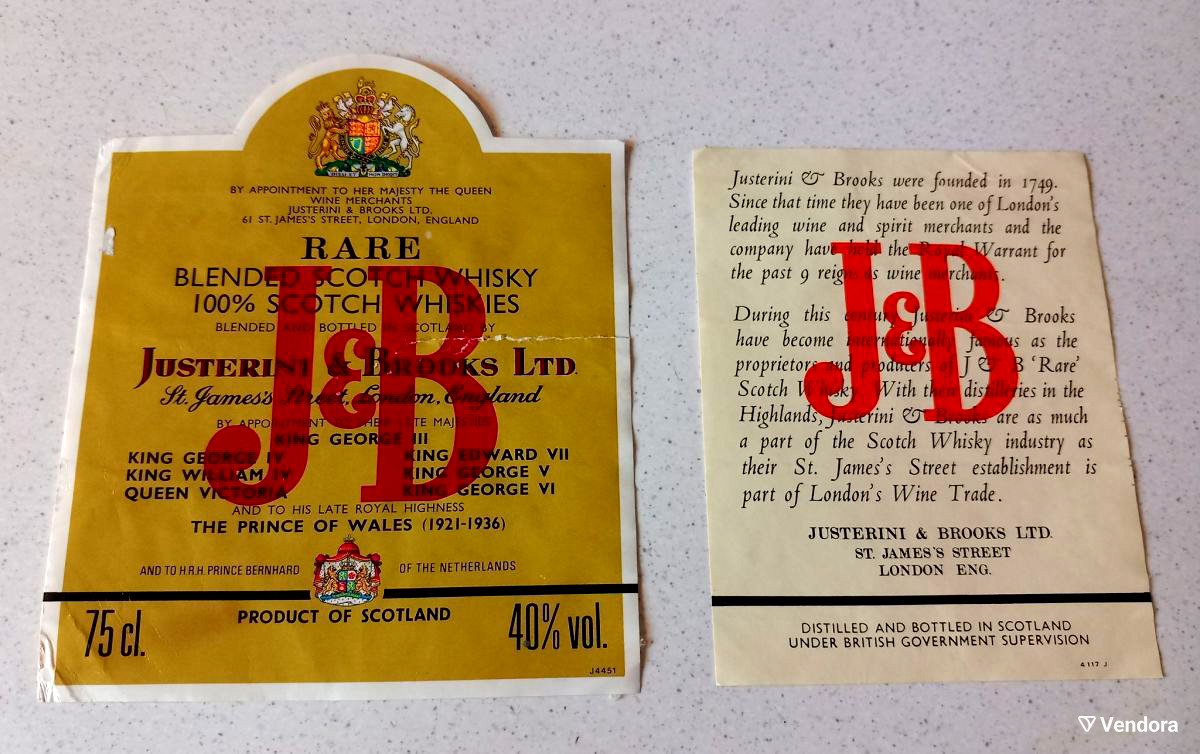 BY APPOINTMENT TO HER MAJESTY THE QUEEN
WINE MERCHANTS
JUSTERINI & BROOKS LTD.
61 ST. JAMES'S STREET, LONDON, ENGLAND
RARE
BLENDED SCOTCH WHISKY
100% SCOTCH WHISKIES
BLENDED AND BOTTLED IN SCOTLAND BY
JUSTERINI & BROOKS LTD.
St. James's Street, London, England
J&B
BY APPOINTMENT THEIR LATE MAJESTIES
KING GEORGE III
KING GEORGE IV KING EDWARD VII
KING WILLIAM IV KING GEORGE V
QUEEN VICTORIA KING GEORGE VI
AND TO HIS LATE ROYAL HIGHNESS
THE PRINCE OF WALES (1921-1936)
AND TO H.R.H. PRINCE BERNHARD OF THE NETHERLANDS
75 cl. PRODUCT OF SCOTLAND 40% vol.
J4451
Justerini & Brooks were founded in 1749.
Since that time they have been one of London's
leading wine and spirit merchants and the
company have held the Royal Warrant for
the past 9 reigns as wine merchants.
J&B
During this century Justerini & Brooks
have become internationally famous as the
proprietors and producers of J & B 'Rare'
Scotch Whisky. With their distilleries in the
Highlands, Justerini & Brooks are as much
a part of the Scotch Whisky industry as
their St. James's Street establishment is
part of London's Wine Trade.
JUSTERINI & BROOKS LTD.
ST. JAMES'S STREET
LONDON ENG.
DISTILLED AND BOTTLED IN SCOTLAND
UNDER BRITISH GOVERNMENT SUPERVISION
4117 J
Vendora